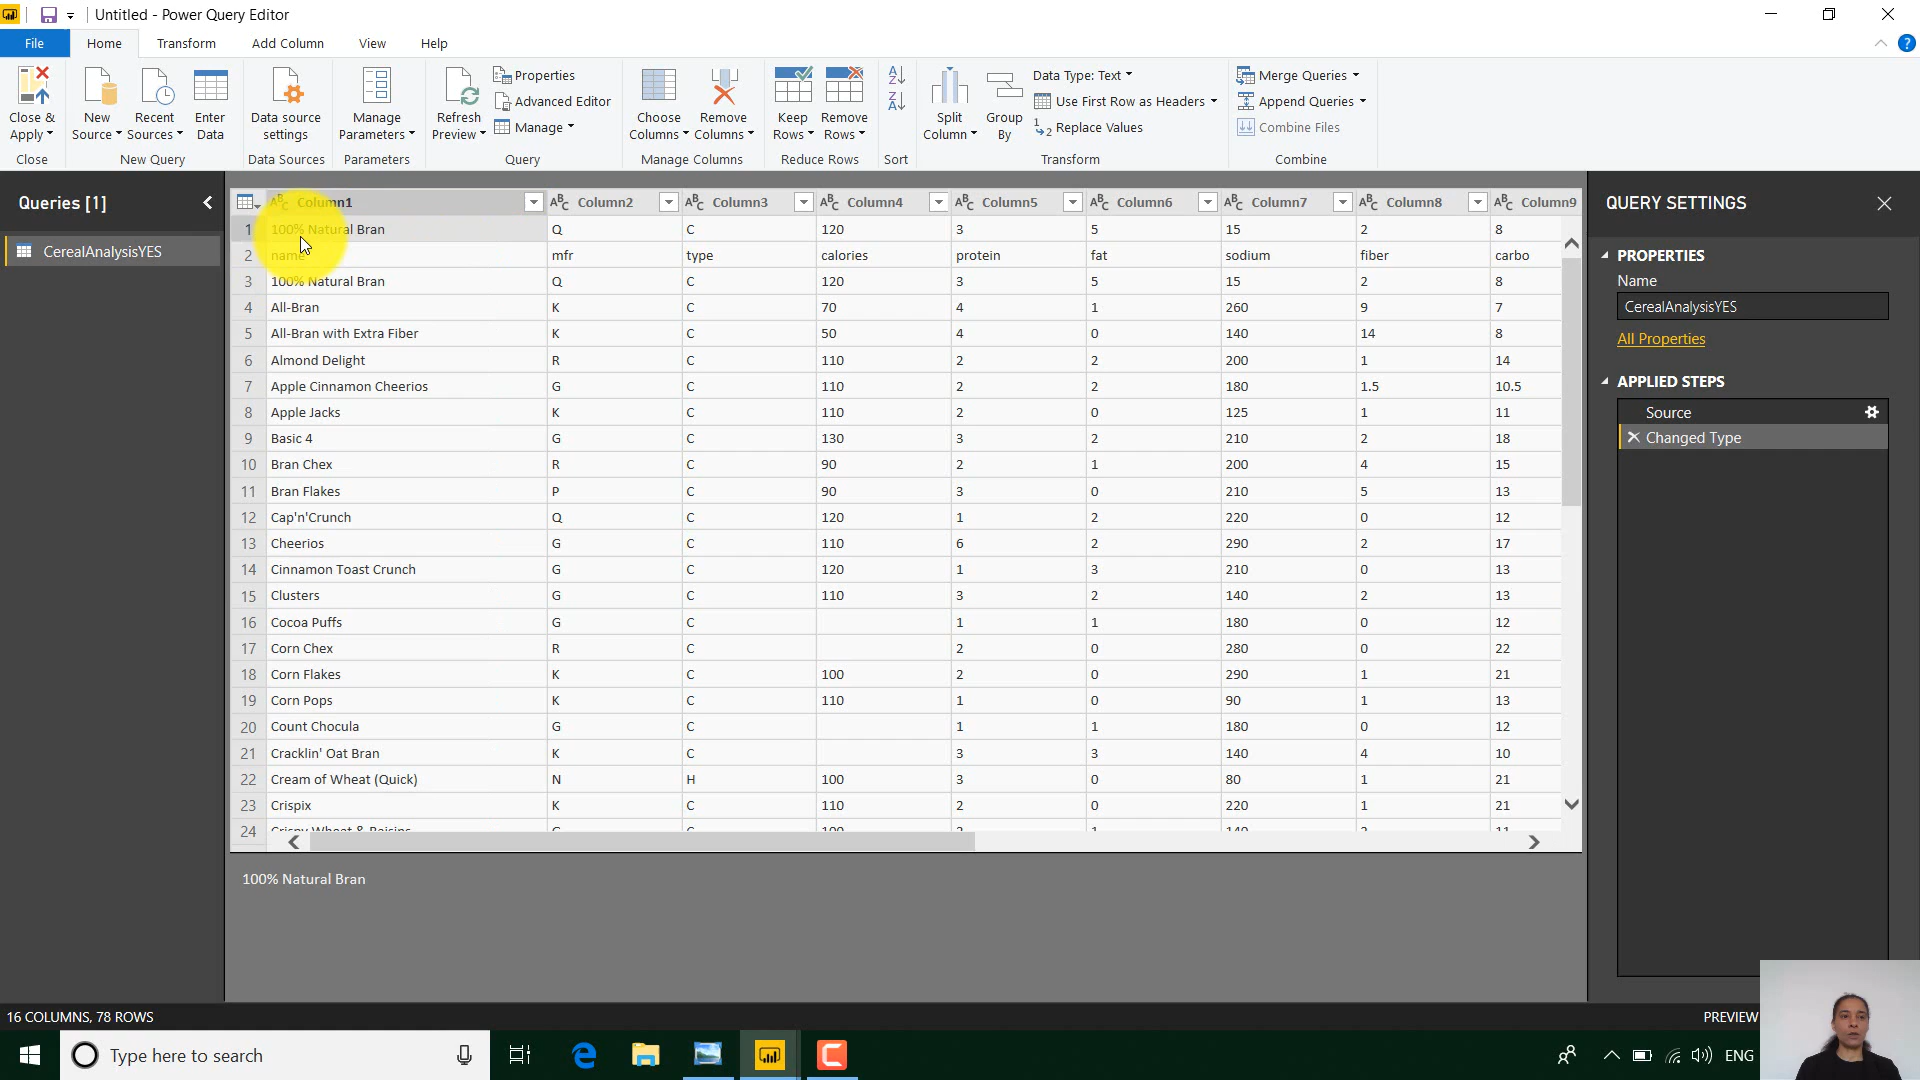 Untitled - Power Query Editor
File Home Transform Add Column View Help
Close & Apply
New Source
Recent Sources
Enter Data
Data source settings
Manage Parameters
Refresh Preview
Properties
Advanced Editor
Manage
Choose Columns
Remove Columns
Keep Rows
Remove Rows
Split Column
Group By
Data Type: Text
Use First Row as Headers
Replace Values
Merge Queries
Append Queries
Combine Files
Close New Query Data Sources Parameters Query Manage Columns Reduce Rows Sort Transform Combine
Queries [1]
CerealAnalysisYES
Column1 Column2 Column3 Column4 Column5 Column6 Column7 Column8 Column9
1 100% Natural Bran Q C 120 3 5 15 2 8
2 name mfr type calories protein fat sodium fiber carbo
3 100% Natural Bran Q C 120 3 5 15 2 8
4 All-Bran K C 70 4 1 260 9 7
5 All-Bran with Extra Fiber K C 50 4 0 140 14 8
6 Almond Delight R C 110 2 2 200 1 14
7 Apple Cinnamon Cheerios G C 110 2 2 180 1.5 10.5
8 Apple Jacks K C 110 2 0 125 1 11
9 Basic 4 G C 130 3 2 210 2 18
10 Bran Chex R C 90 2 1 200 4 15
11 Bran Flakes P C 90 3 0 210 5 13
12 Cap'n'Crunch Q C 120 1 2 220 0 12
13 Cheerios G C 110 6 2 290 2 17
14 Cinnamon Toast Crunch G C 120 1 3 210 0 13
15 Clusters G C 110 3 2 140 2 13
16 Cocoa Puffs G C 1 1 180 0 12
17 Corn Chex R C 2 0 280 0 22
18 Corn Flakes K C 100 2 0 290 1 21
19 Corn Pops K C 110 1 0 90 1 13
20 Count Chocula G C 1 1 180 0 12
21 Cracklin' Oat Bran K C 3 3 140 4 10
22 Cream of Wheat (Quick) N H 100 3 0 80 1 21
23 Crispix K C 110 2 0 220 1 21
24 Crispy Wheat & Raisins G C 100 2 1 140 2 11
100% Natural Bran
QUERY SETTINGS
PROPERTIES
Name
CerealAnalysisYES
All Properties
APPLIED STEPS
Source
Changed Type
16 COLUMNS, 78 ROWS
PREVIEW
Type here to search
ENG